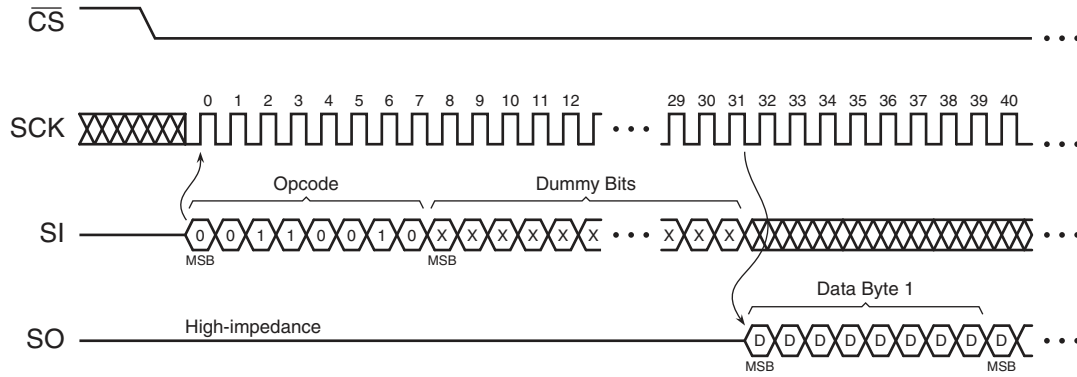 CS
SCK 0 1 2 3 4 5 6 7 8 9 10 11 12 29 30 31 32 33 34 35 36 37 38 39 40
Opcode Dummy Bits
SI 0 0 1 1 0 0 1 0 X X X X X X X X X
MSB MSB
Data Byte 1
High-impedance
SO D D D D D D D D D
MSB MSB